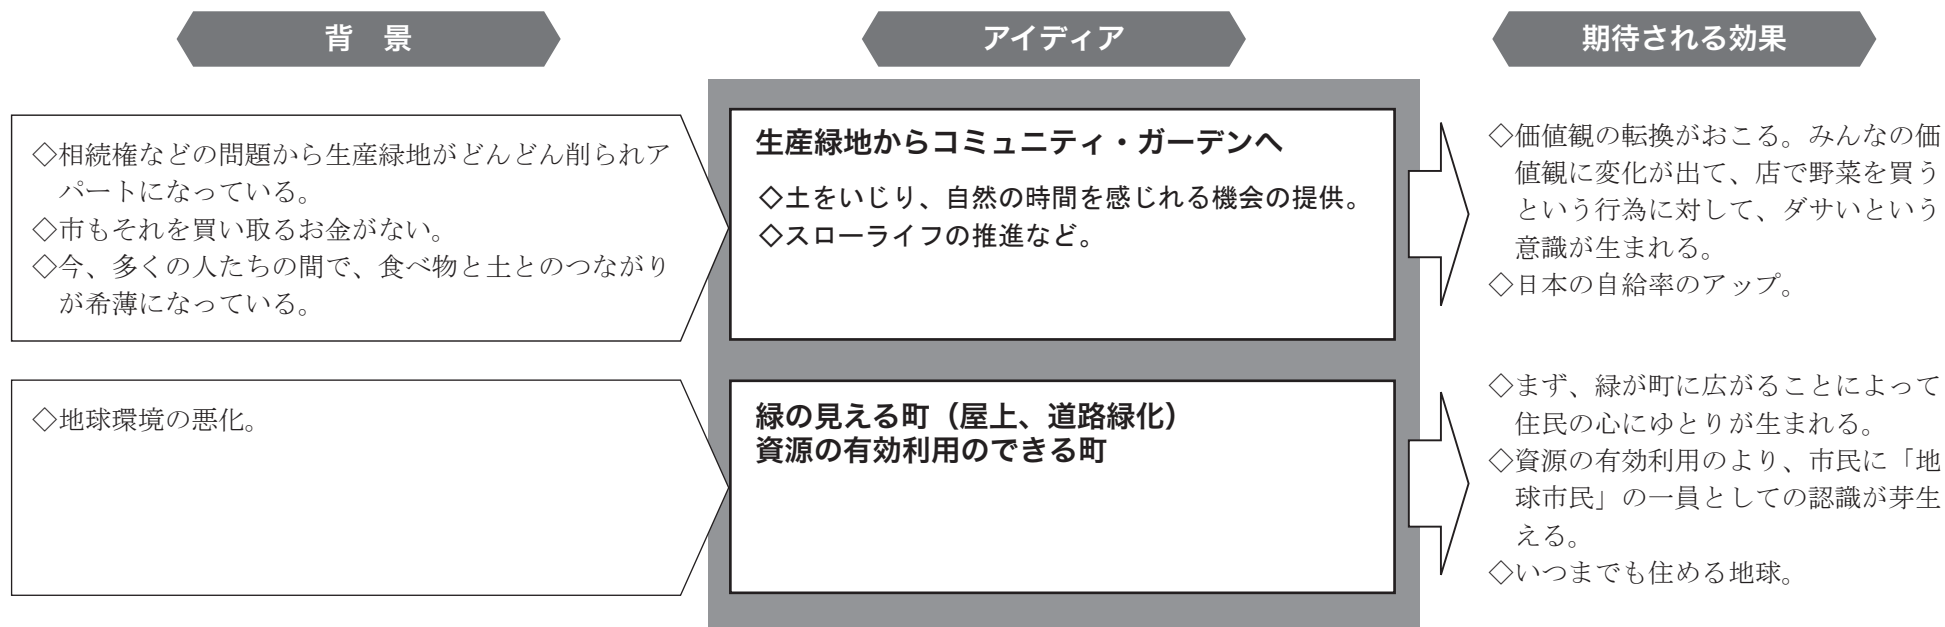 背 景
アイディア
期待される効果
◇相続権などの問題から生産緑地がどんどん削られア
パートになっている。
◇市もそれを買い取るお金がない。
◇今、多くの人たちの間で、食べ物と土とのつながり
が希薄になっている。
生産緑地からコミュニティ・ガーデンへ
◇土をいじり、自然の時間を感じれる機会の提供。
◇スローライフの推進など。
◇価値観の転換がおこる。みんなの価
値観に変化が出て、店で野菜を買う
という行為に対して、ダサいという
意識が生まれる。
◇日本の自給率のアップ。
◇地球環境の悪化。
緑の見える町（屋上、道路緑化）
資源の有効利用のできる町
◇まず、緑が町に広がることによって
住民の心にゆとりが生まれる。
◇資源の有効利用のより、市民に「地
球市民」の一員としての認識が芽生
える。
◇いつまでも住める地球。